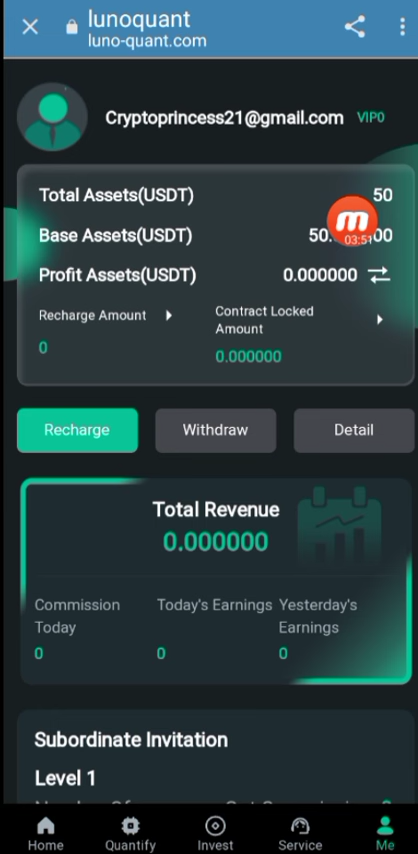 lunoquant
luno-quant.com
Cryptoprincess21@gmail.com VIP0
Total Assets(USDT) 50
Base Assets(USDT) 50. 00
03:51
Profit Assets(USDT) 0.000000
Recharge Amount
Contract Locked
Amount
0
0.000000
Recharge Withdraw Detail
Total Revenue
0.000000
Commission Today's Earnings Yesterday's
Today Earnings
0 0 0
Subordinate Invitation
Level 1
Home Quantify Invest Service Me